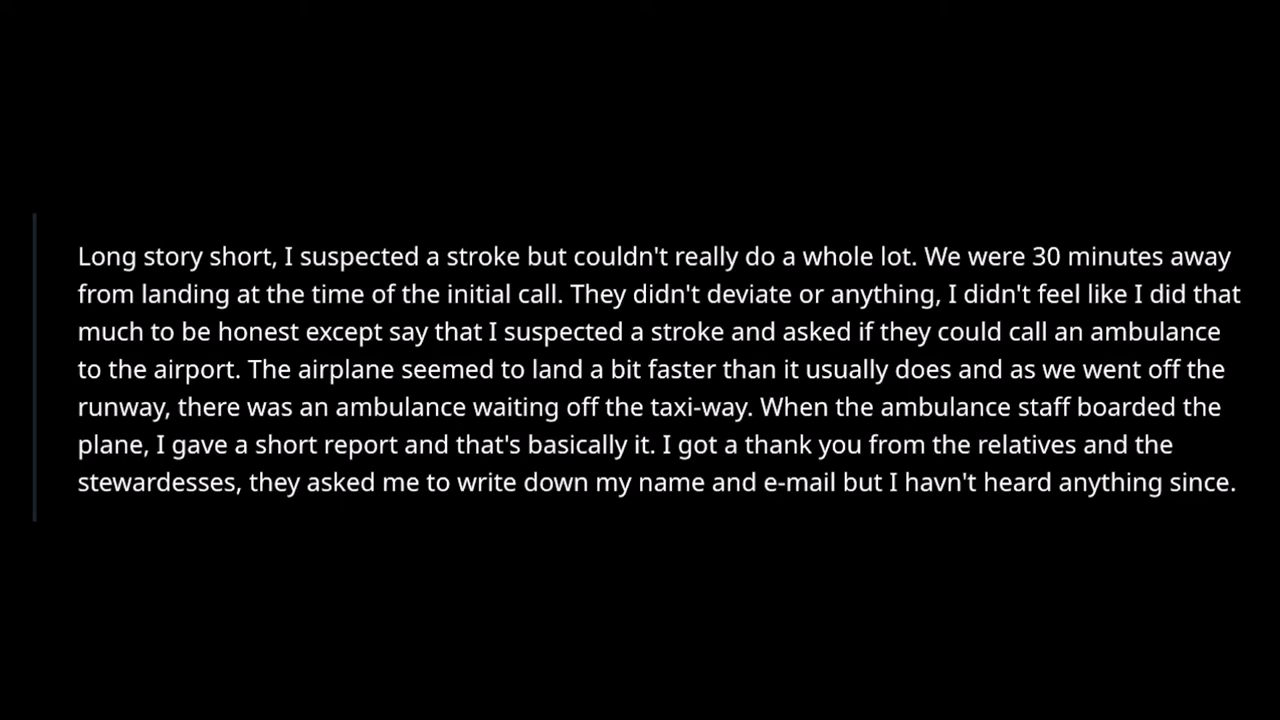 Long story short, I suspected a stroke but couldn't really do a whole lot. We were 30 minutes away
from landing at the time of the initial call. They didn't deviate or anything, I didn't feel like I did that
much to be honest except say that I suspected a stroke and asked if they could call an ambulance
to the airport. The airplane seemed to land a bit faster than it usually does and as we went off the
runway, there was an ambulance waiting off the taxi-way. When the ambulance staff boarded the
plane, I gave a short report and that's basically it. I got a thank you from the relatives and the
stewardesses, they asked me to write down my name and e-mail but I havn't heard anything since.